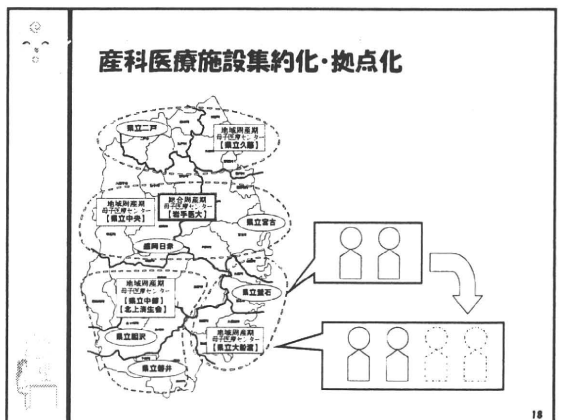 産科医療施設集約化・拠点化
県立二戸
地域周産期
母子医療センター
【県立久慈】
地域周産期
母子医療センター
【県立中央】
総合周産期
母子医療センター
【岩手医大】
県立宮古
盛岡日赤
地域周産期
母子医療センター
【県立中部】
【北上済生会】
県立釜石
県立胆沢
地域周産期
母子医療センター
【県立大船渡】
県立磐井
18